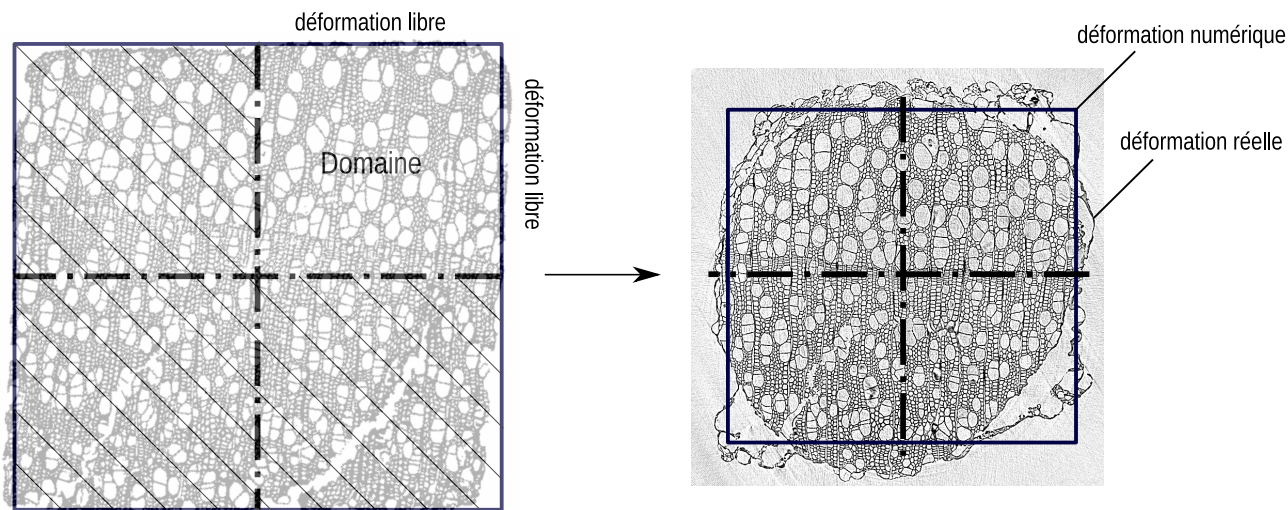 déformation libre
déformation libre
Domaine
déformation numérique
déformation réelle